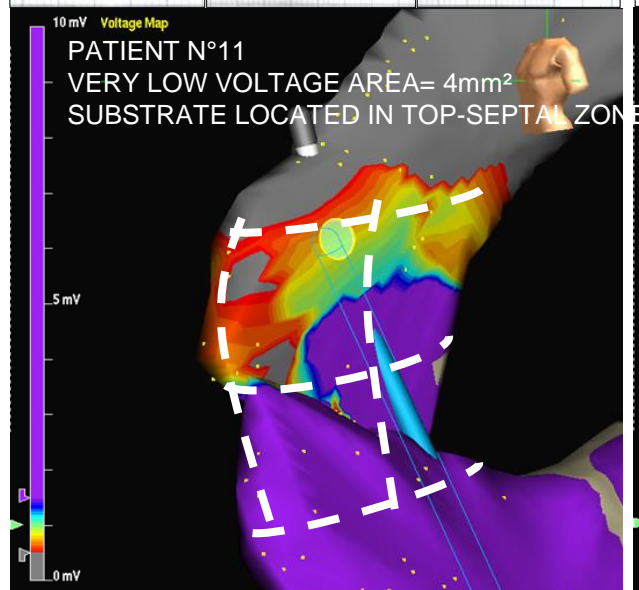 10 mV Voltage Map
PATIENT N°11
VERY LOW VOLTAGE AREA= 4mm²
SUBSTRATE LOCATED IN TOP-SEPTAL ZONE
5 mV
0 mV